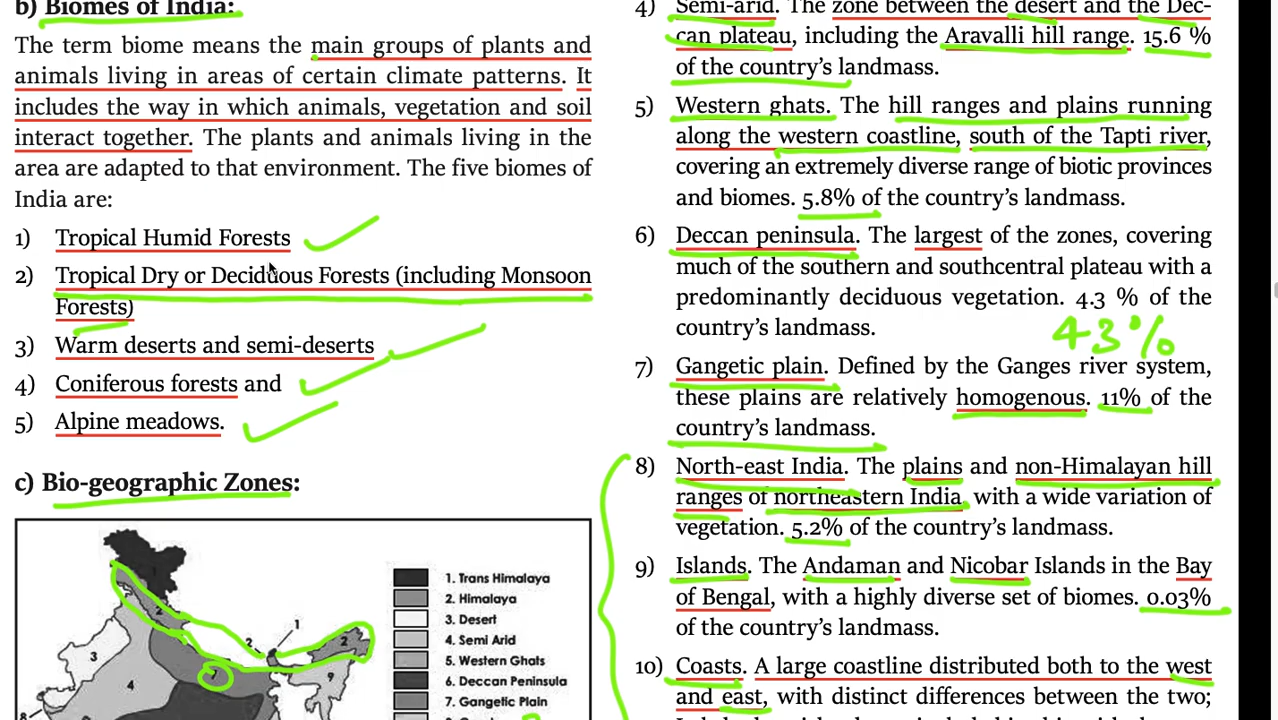 b) Biomes of India:
The term biome means the main groups of plants and
animals living in areas of certain climate patterns. It
includes the way in which animals, vegetation and soil
interact together. The plants and animals living in the
area are adapted to that environment. The five biomes of
India are:
1) Tropical Humid Forests
2) Tropical Dry or Deciduous Forests (including Monsoon
Forests)
3) Warm deserts and semi-deserts
4) Coniferous forests and
5) Alpine meadows.
c) Bio-geographic Zones:
1. Trans Himalaya
2. Himalaya
3. Desert
4. Semi Arid
5. Western Ghats
6. Deccan Peninsula
7. Gangetic Plain
2
2
1
2
3
7
4
9
8
4) Semi-arid. The zone between the desert and the Dec-
can plateau, including the Aravalli hill range. 15.6 %
of the country's landmass.
5) Western ghats. The hill ranges and plains running
along the western coastline, south of the Tapti river,
covering an extremely diverse range of biotic provinces
and biomes. 5.8% of the country's landmass.
6) Deccan peninsula. The largest of the zones, covering
much of the southern and southcentral plateau with a
predominantly deciduous vegetation. 4.3 % of the
country's landmass.
43%
7) Gangetic plain. Defined by the Ganges river system,
these plains are relatively homogenous. 11% of the
country's landmass.
8) North-east India. The plains and non-Himalayan hill
ranges of northeastern India, with a wide variation of
vegetation. 5.2% of the country's landmass.
9) Islands. The Andaman and Nicobar Islands in the Bay
of Bengal, with a highly diverse set of biomes. 0.03%
of the country's landmass.
10) Coasts. A large coastline distributed both to the west
and east, with distinct differences between the two;